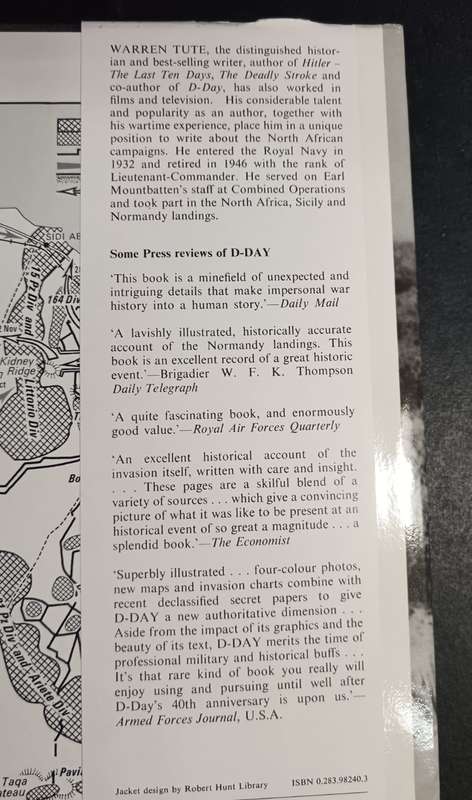 WARREN TUTE, the distinguished histor-
ian and best-selling writer, author of Hitler –
The Last Ten Days, The Deadly Stroke and
co-author of D-Day, has also worked in
films and television. His considerable talent
and popularity as an author, together with
his wartime experience, place him in a unique
position to write about the North African
campaigns. He entered the Royal Navy in
1932 and retired in 1946 with the rank of
Lieutenant-Commander. He served on Earl
Mountbatten's staff at Combined Operations
and took part in the North Africa, Sicily and
Normandy landings.
Some Press reviews of D-DAY
'This book is a minefield of unexpected and
intriguing details that make impersonal war
history into a human story.'—Daily Mail
'A lavishly illustrated, historically accurate
account of the Normandy landings. This
book is an excellent record of a great historic
event.'—Brigadier W. F. K. Thompson
Daily Telegraph
'A quite fascinating book, and enormously
good value.'—Royal Air Forces Quarterly
'An excellent historical account of the
invasion itself, written with care and insight.
. . . These pages are a skilful blend of a
variety of sources . . . which give a convincing
picture of what it was like to be present at an
historical event of so great a magnitude . . . a
splendid book.'—The Economist
'Superbly illustrated . . . four-colour photos,
new maps and invasion charts combine with
recent declassified secret papers to give
D-DAY a new authoritative dimension . . .
Aside from the impact of its graphics and the
beauty of its text, D-DAY merits the time of
professional military and historical buffs . . .
It's that rare kind of book you really will
enjoy using and pursuing until well after
D-Day's 40th anniversary is upon us.'—
Armed Forces Journal, U.S.A.
Jacket design by Robert Hunt Library ISBN 0.283.98240.3
SIDI
15 Pz Div and
Littorio Div
164 Div
2 Nov
Kidney
Ridge
Pz Div and Ariete Div
Taqa